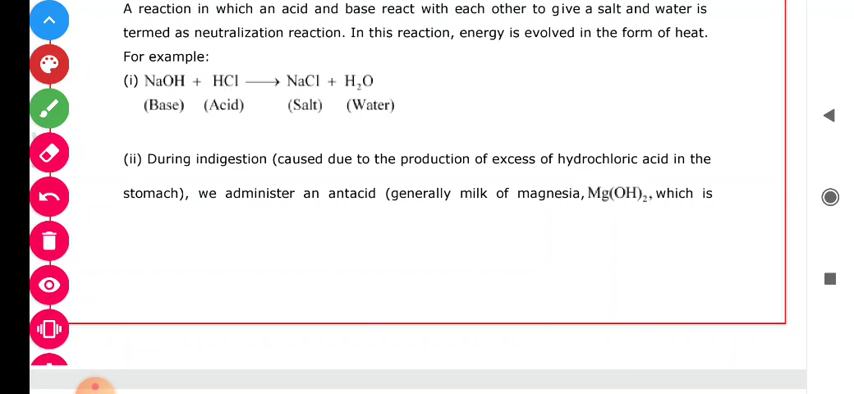 A reaction in which an acid and base react with each other to give a salt and water is
termed as neutralization reaction. In this reaction, energy is evolved in the form of heat.
For example:
(i) NaOH + HCl ⟶ NaCl + H₂O
(Base) (Acid) (Salt) (Water)
(ii) During indigestion (caused due to the production of excess of hydrochloric acid in the
stomach), we administer an antacid (generally milk of magnesia, Mg(OH)₂, which is